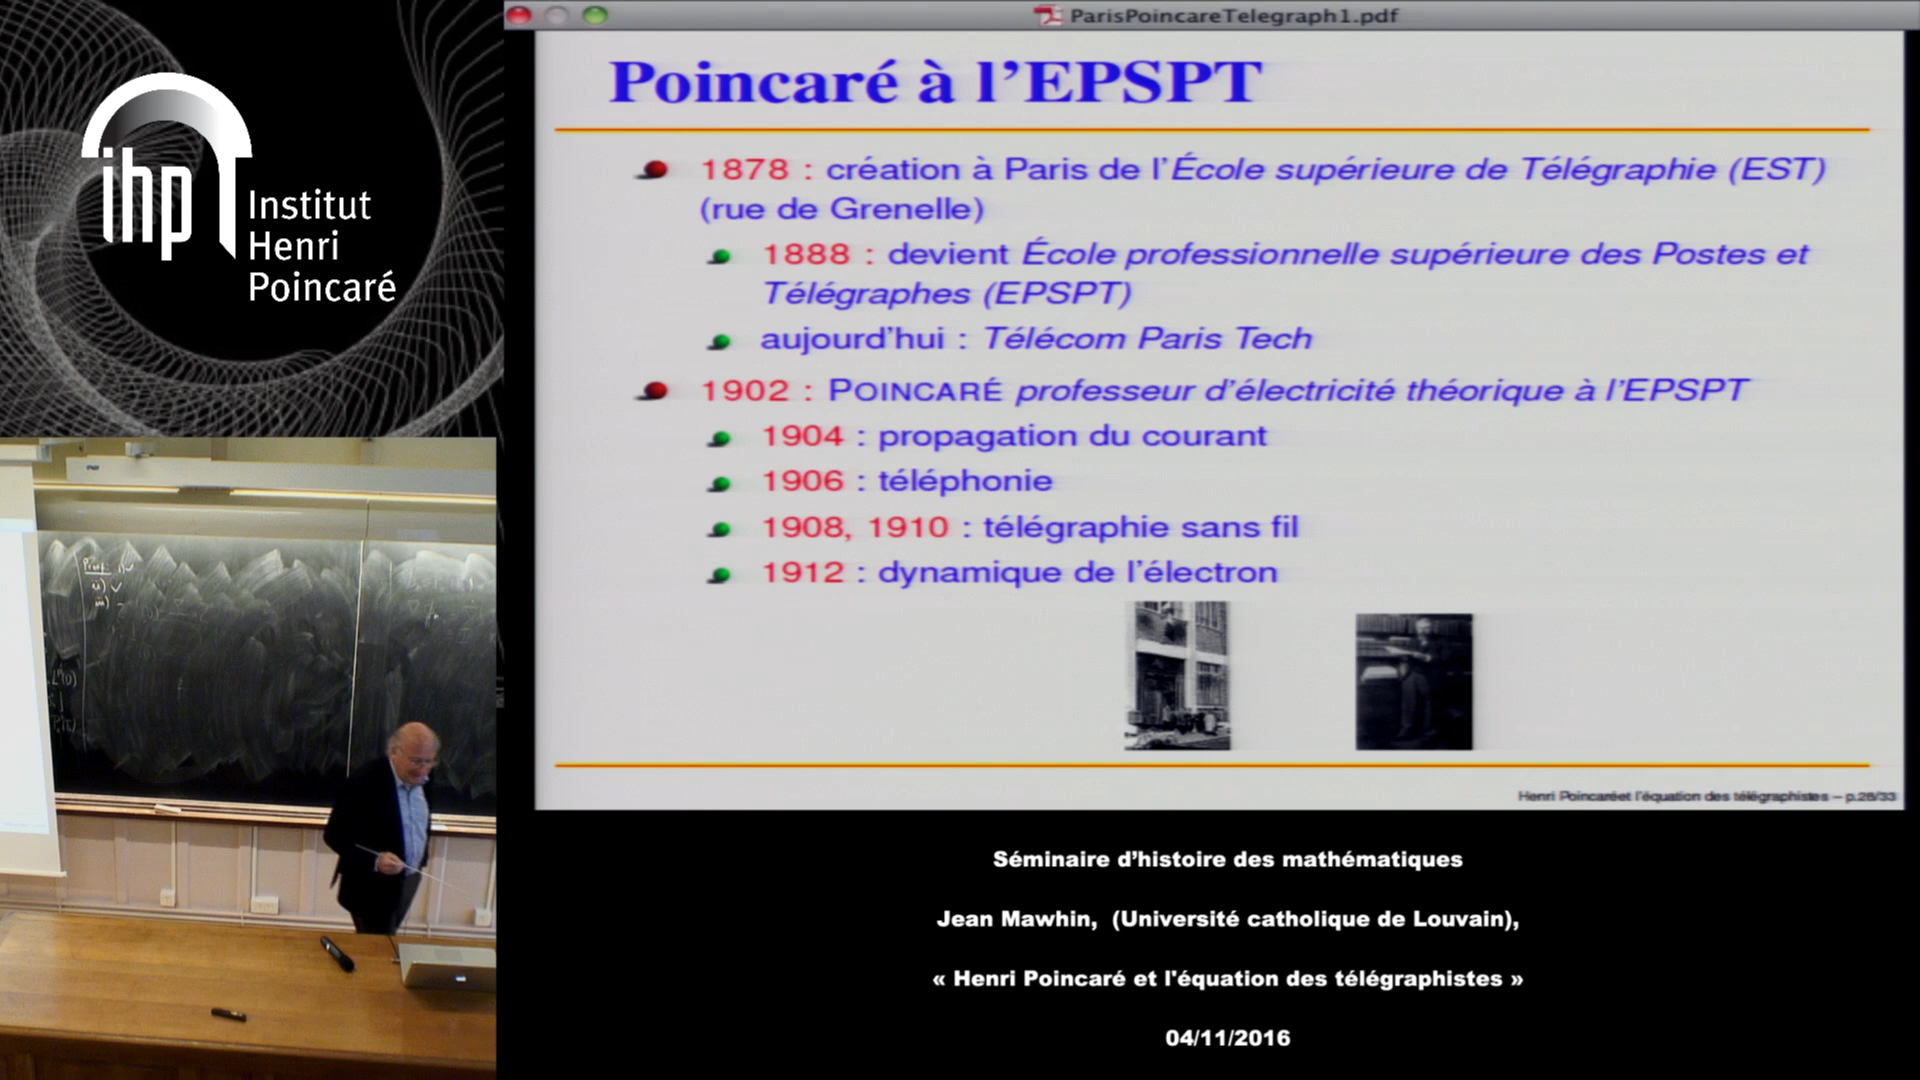 ihp
Institut
Henri
Poincaré
ParisPoincareTelegraph1.pdf
Poincaré à l’EPSPT
1878 : création à Paris de l’École supérieure de Télégraphie (EST)
(rue de Grenelle)
1888 : devient École professionnelle supérieure des Postes et
Télégraphes (EPSPT)
aujourd’hui : Télécom Paris Tech
1902 : POINCARÉ professeur d’électricité théorique à l’EPSPT
1904 : propagation du courant
1906 : téléphonie
1908, 1910 : télégraphie sans fil
1912 : dynamique de l’électron
Henri Poincaréet l’équation des télégraphistes – p.28/33
Séminaire d’histoire des mathématiques
Jean Mawhin, (Université catholique de Louvain),
« Henri Poincaré et l'équation des télégraphistes »
04/11/2016